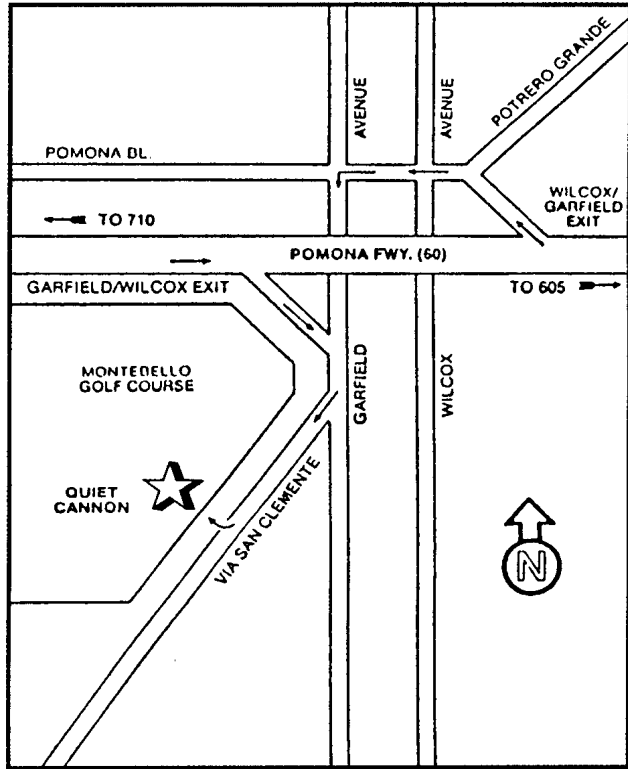 POTRERO GRANDE
AVENUE
AVENUE
POMONA BL.
WILCOX/
GARFIELD
EXIT
TO 710
POMONA FWY. (60)
GARFIELD/WILCOX EXIT
TO 605
MONTEBELLO
GOLF COURSE
GARFIELD
WILCOX
QUIET
CANNON
VIA SAN CLEMENTE
N